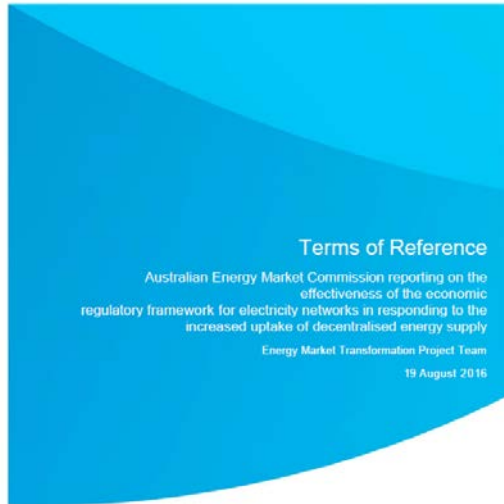 Terms of Reference
Australian Energy Market Commission reporting on the
effectiveness of the economic
regulatory framework for electricity networks in responding to the
increased uptake of decentralised energy supply
Energy Market Transformation Project Team
19 August 2016